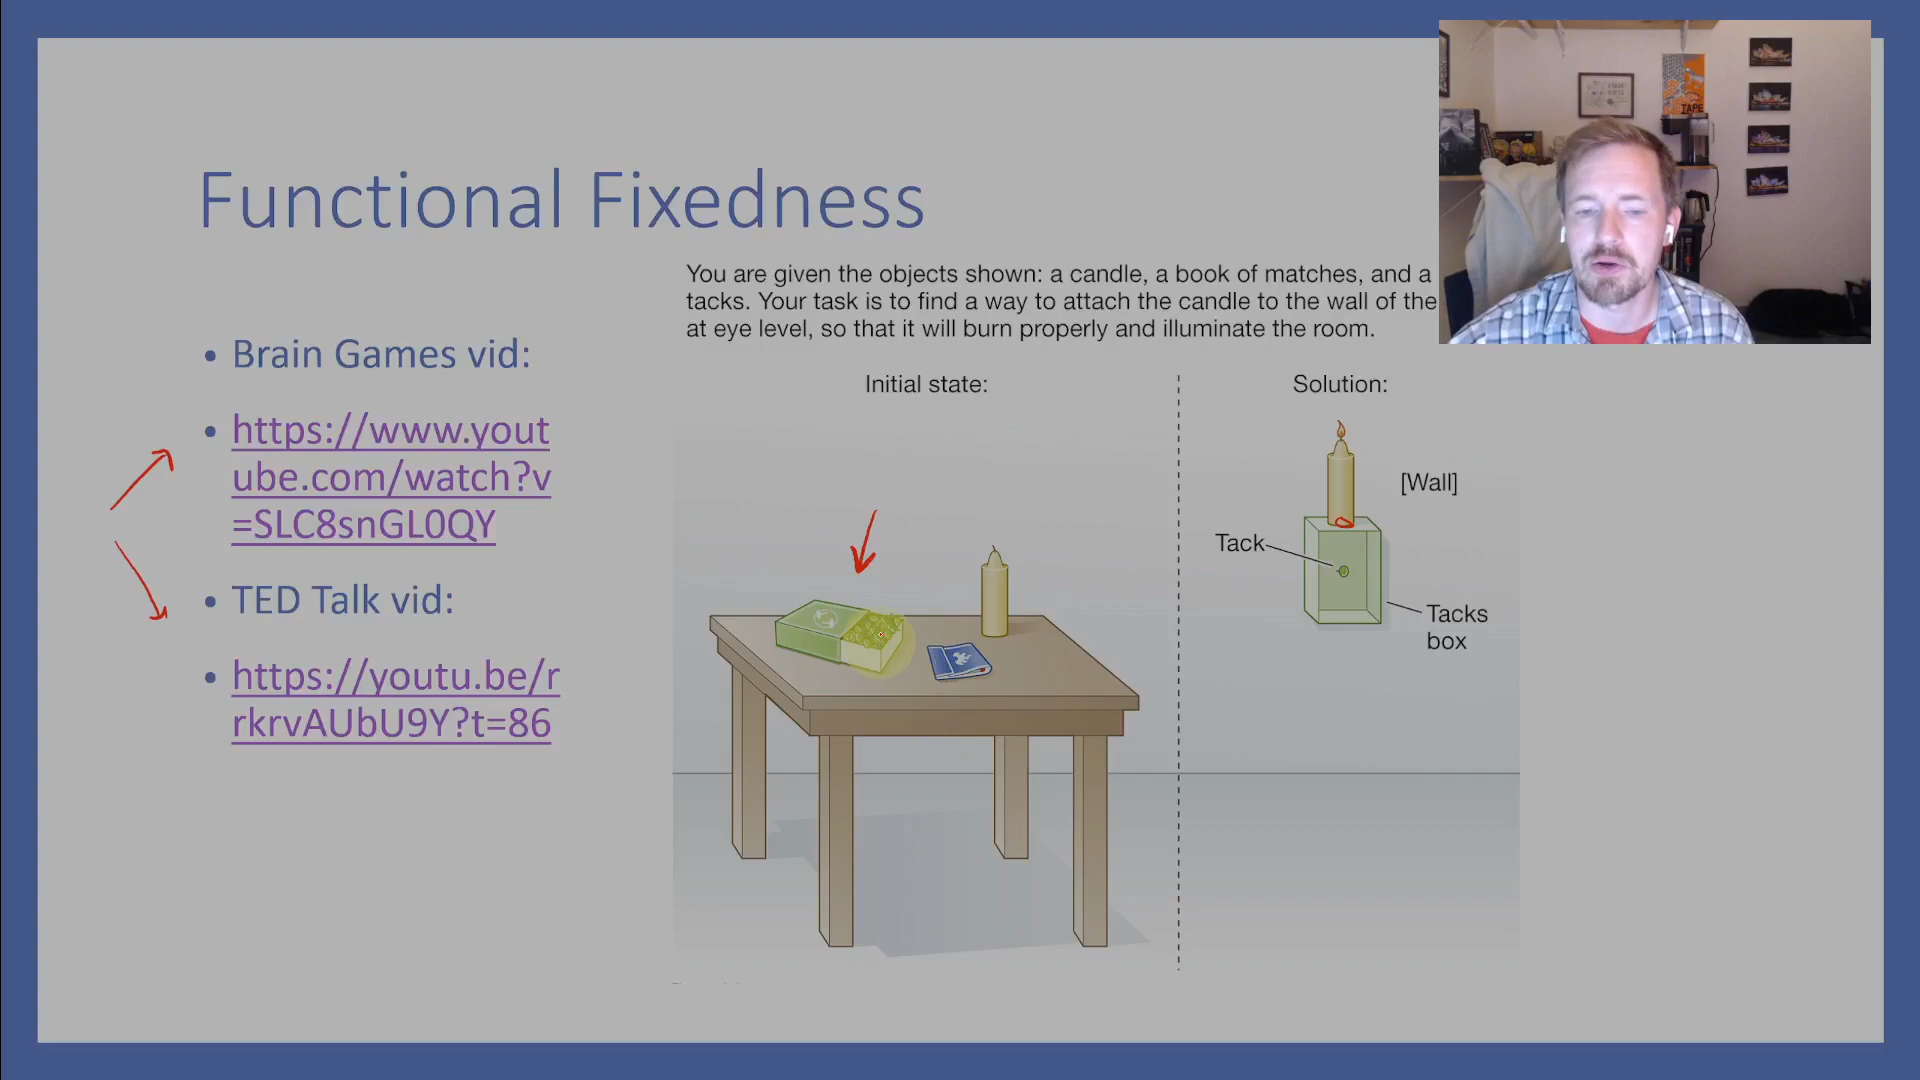 Functional Fixedness
You are given the objects shown: a candle, a book of matches, and a
tacks. Your task is to find a way to attach the candle to the wall of the
at eye level, so that it will burn properly and illuminate the room.
• Brain Games vid:
• https://www.yout
ube.com/watch?v
=SLC8snGL0QY
• TED Talk vid:
• https://youtu.be/r
rkrvAUbU9Y?t=86
Initial state:
Solution:
[Wall]
Tack
Tacks
box
TAPE